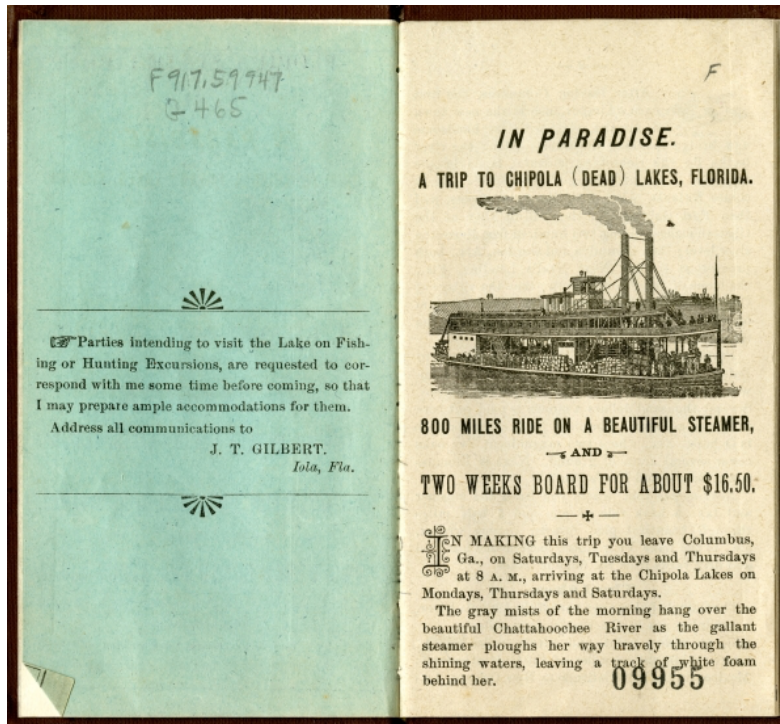 F917.59947
G465
Parties intending to visit the Lake on Fish-
ing or Hunting Excursions, are requested to cor-
respond with me some time before coming, so that
I may prepare ample accommodations for them.
Address all communications to
J. T. GILBERT.
Iola, Fla.
F
IN PARADISE.
A TRIP TO CHIPOLA (DEAD) LAKES, FLORIDA.
800 MILES RIDE ON A BEAUTIFUL STEAMER,
AND
TWO WEEKS BOARD FOR ABOUT $16.50.
IN MAKING this trip you leave Columbus,
Ga., on Saturdays, Tuesdays and Thursdays
at 8 A. M., arriving at the Chipola Lakes on
Mondays, Thursdays and Saturdays.
The gray mists of the morning hang over the
beautiful Chattahoochee River as the gallant
steamer ploughs her way bravely through the
shining waters, leaving a track of white foam
behind her.
09955